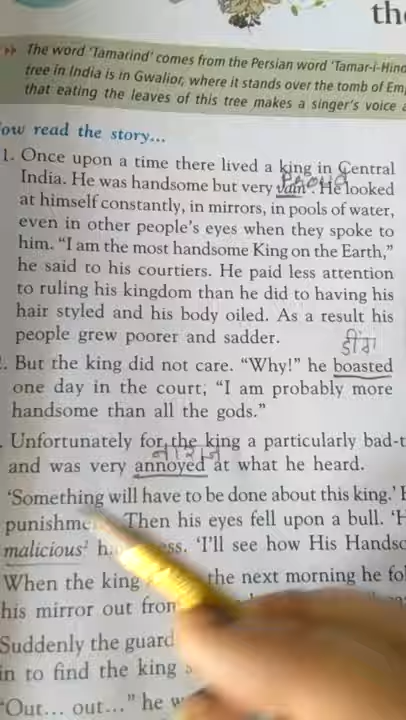 the
The word 'Tamarind' comes from the Persian word 'Tamar-i-Hind
tree in India is in Gwalior, where it stands over the tomb of Em
that eating the leaves of this tree makes a singer's voice
ow read the story...
1. Once upon a time there lived a king in Central
India. He was handsome but very vain. He looked
at himself constantly, in mirrors, in pools of water,
even in other people's eyes when they spoke to
him. "I am the most handsome King on the Earth,"
he said to his courtiers. He paid less attention
to ruling his kingdom than he did to having his
hair styled and his body oiled. As a result his
people grew poorer and sadder.
डींग
. But the king did not care. "Why!" he boasted
one day in the court, "I am probably more
handsome than all the gods."
. Unfortunately for the king a particularly bad-t
नाराज
and was very annoyed at what he heard.
'Something will have to be done about this king.'
punishme Then his eyes fell upon a bull. 'H
malicious² ss. 'I'll see how His Handso
When the king the next morning he fo
his mirror out fron
Suddenly the guard
in to find the king
"Out... out..." he w